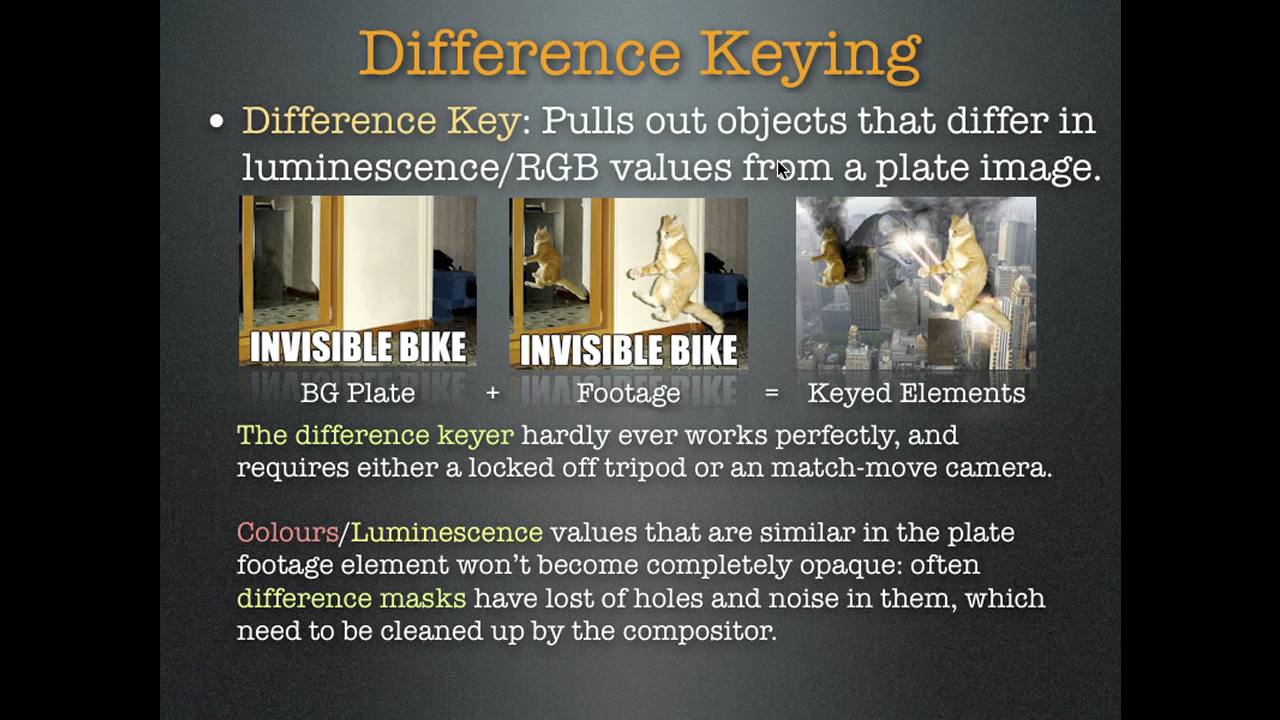 Difference Keying
• Difference Key: Pulls out objects that differ in
luminescence/RGB values from a plate image.
INVISIBLE BIKE
INVISIBLE BIKE
BG Plate + Footage = Keyed Elements
The difference keyer hardly ever works perfectly, and
requires either a locked off tripod or an match-move camera.
Colours/Luminescence values that are similar in the plate
footage element won't become completely opaque: often
difference masks have lost of holes and noise in them, which
need to be cleaned up by the compositor.